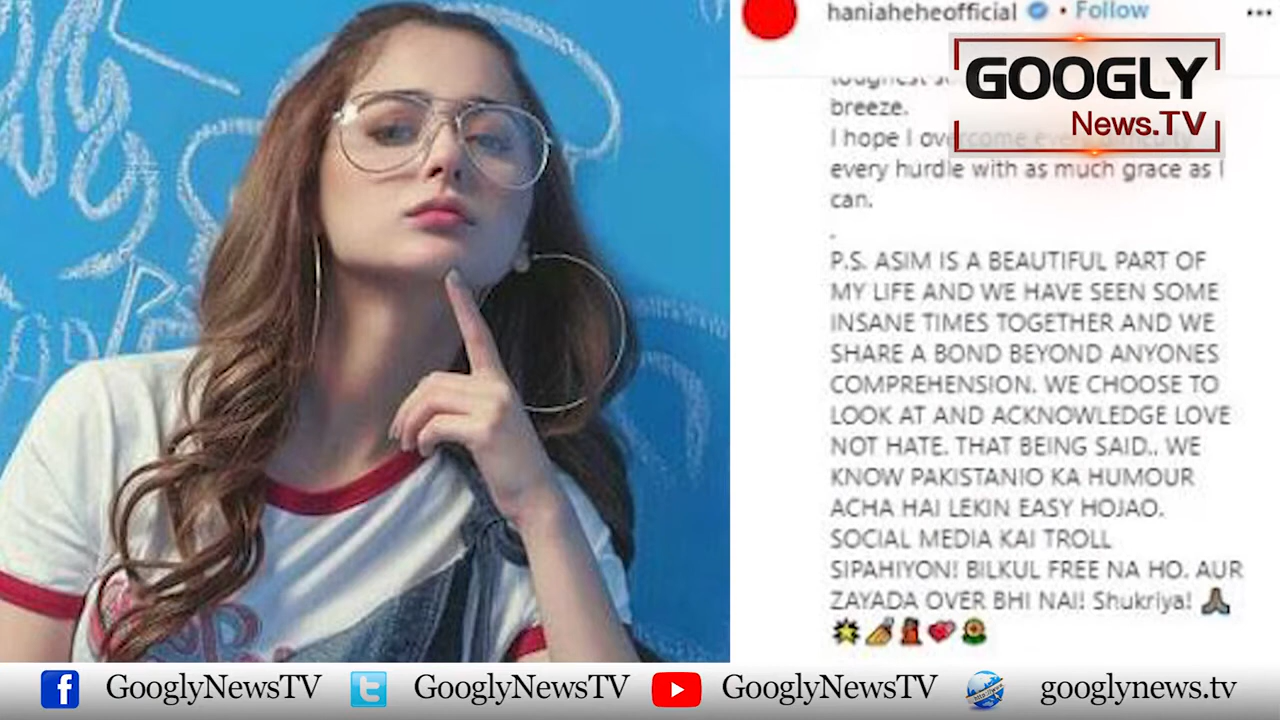 haniaheheofficial • Follow
GOOGLY
News.TV
breeze.
I hope I overcome every difficulty
every hurdle with as much grace as I
can.
.
P.S. ASIM IS A BEAUTIFUL PART OF
MY LIFE AND WE HAVE SEEN SOME
INSANE TIMES TOGETHER AND WE
SHARE A BOND BEYOND ANYONES
COMPREHENSION. WE CHOOSE TO
LOOK AT AND ACKNOWLEDGE LOVE
NOT HATE. THAT BEING SAID.. WE
KNOW PAKISTANIO KA HUMOUR
ACHA HAI LEKIN EASY HOJAO.
SOCIAL MEDIA KAI TROLL
SIPAHIYON! BILKUL FREE NA HO. AUR
ZAYADA OVER BHI NAI! Shukriya! 🙏🏾
GooglyNewsTV
GooglyNewsTV
GooglyNewsTV
googlynews.tv